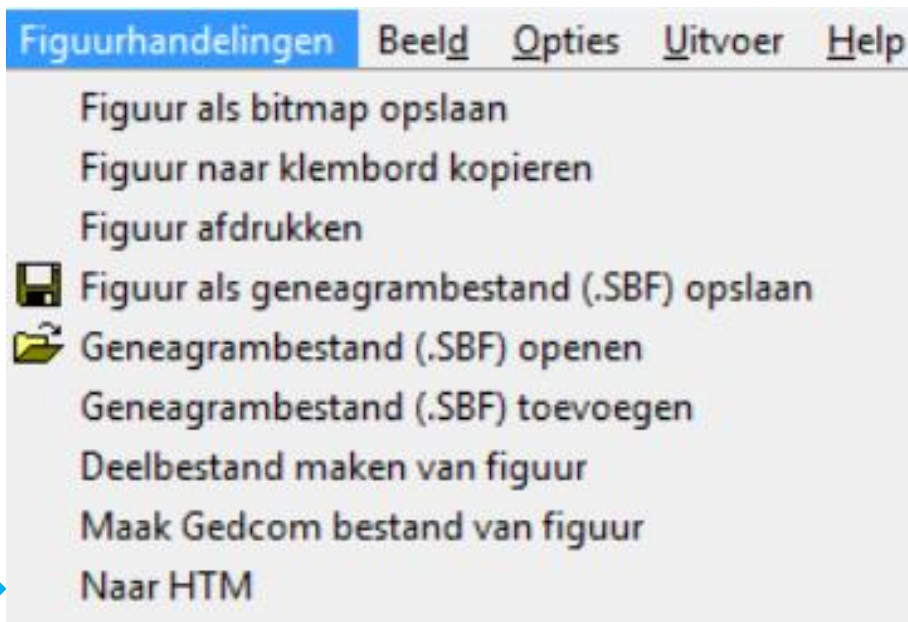 Figuurhandelingen Beeld Opties Uitvoer Help
Figuur als bitmap opslaan
Figuur naar klembord kopieren
Figuur afdrukken
Figuur als geneagrambestand (.SBF) opslaan
Geneagrambestand (.SBF) openen
Geneagrambestand (.SBF) toevoegen
Deelbestand maken van figuur
Maak Gedcom bestand van figuur
Naar HTM